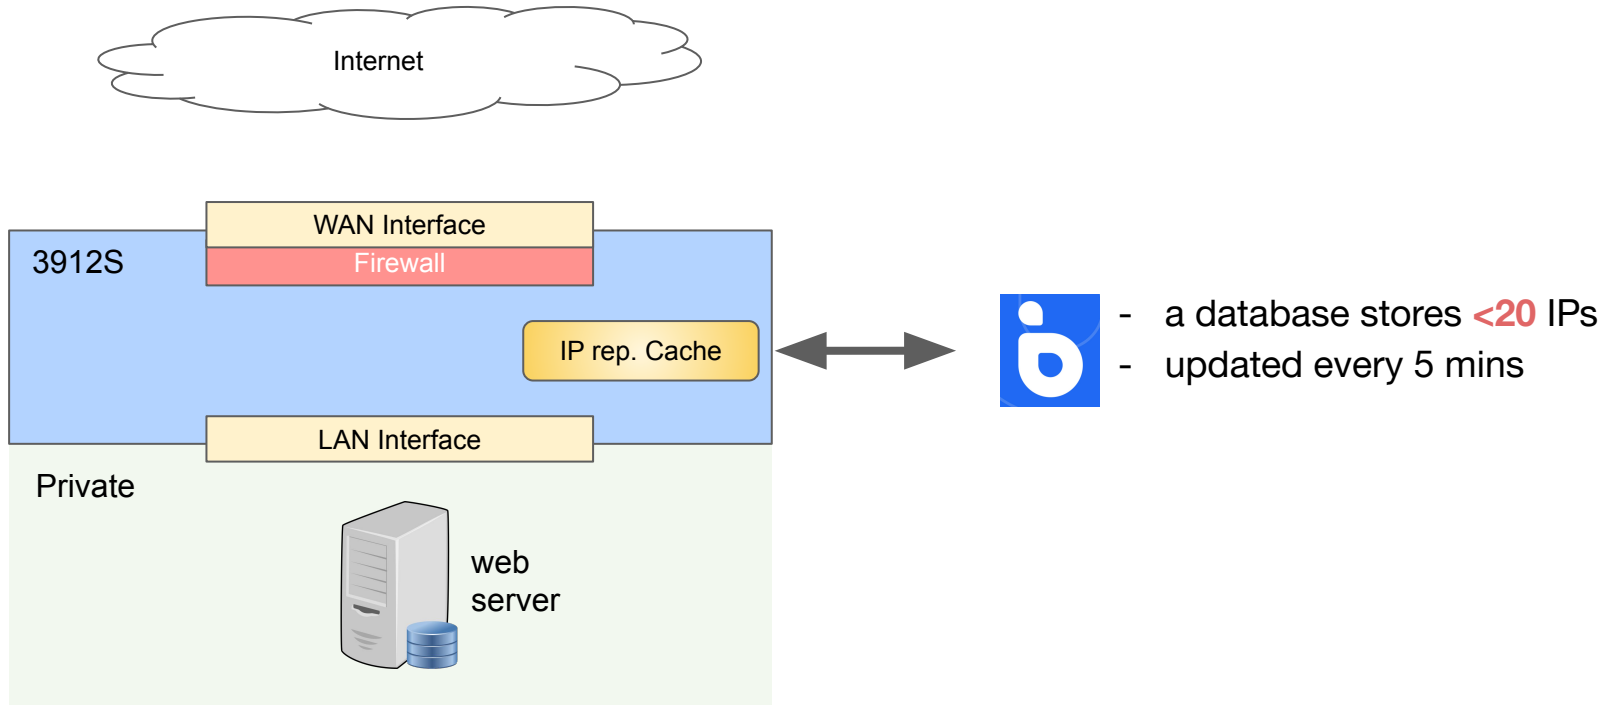 Internet
WAN Interface
3912S
Firewall
IP rep. Cache
- a database stores <20 IPs
- updated every 5 mins
LAN Interface
Private
web
server